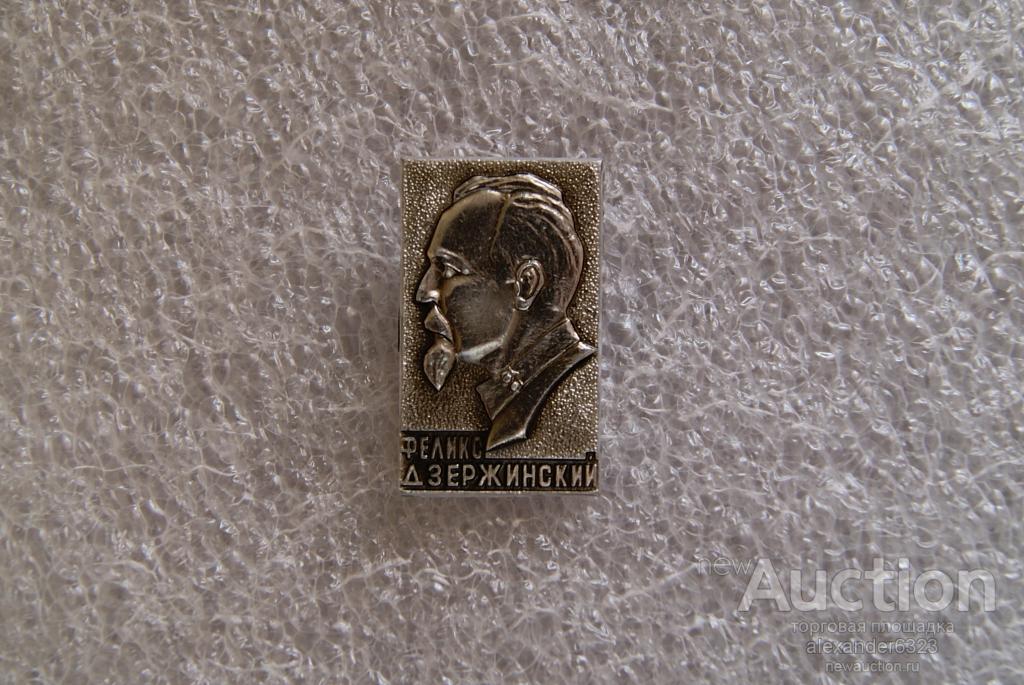 ФЕЛИКС
ДЗЕРЖИНСКИЙ
newAuction
торговая площадка
alexander6323
newauction.ru